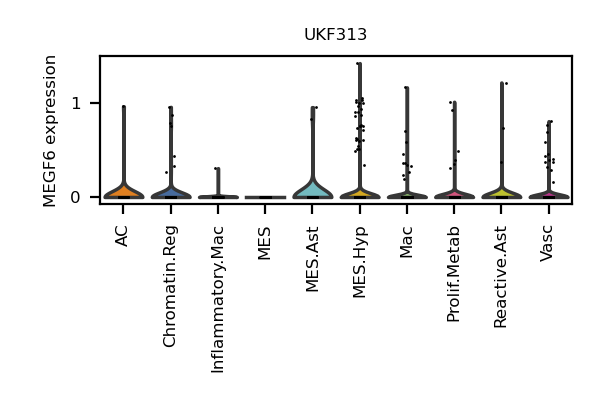 UKF313
MEGF6 expression
1
0
AC
Chromatin.Reg
Inflammatory.Mac
MES
MES.Ast
MES.Hyp
Mac
Prolif.Metab
Reactive.Ast
Vasc